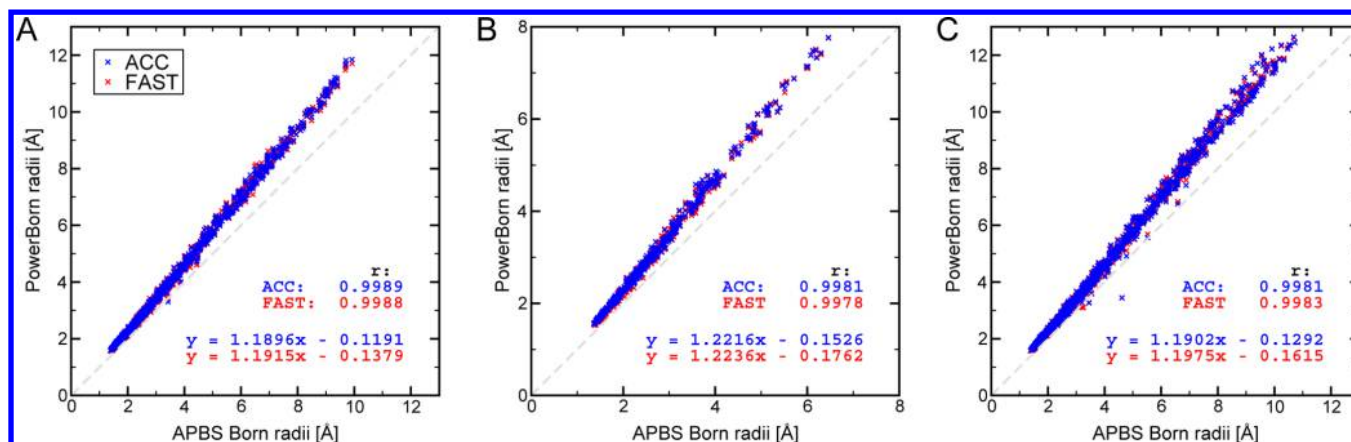 A
PowerBorn radii [Å]
12
10
8
6
4
2
0
ACC
FAST
r:
ACC: 0.9989
FAST: 0.9988
y = 1.1896x - 0.1191
y = 1.1915x - 0.1379
0 2 4 6 8 10 12
APBS Born radii [Å]
B
PowerBorn radii [Å]
8
6
4
2
0
r:
ACC: 0.9981
FAST 0.9978
y = 1.2216x - 0.1526
y = 1.2236x - 0.1762
0 2 4 6 8
APBS Born radii [Å]
C
PowerBorn radii [Å]
12
10
8
6
4
2
0
r:
ACC: 0.9981
FAST 0.9983
y = 1.1902x - 0.1292
y = 1.1975x - 0.1615
0 2 4 6 8 10 12
APBS Born radii [Å]